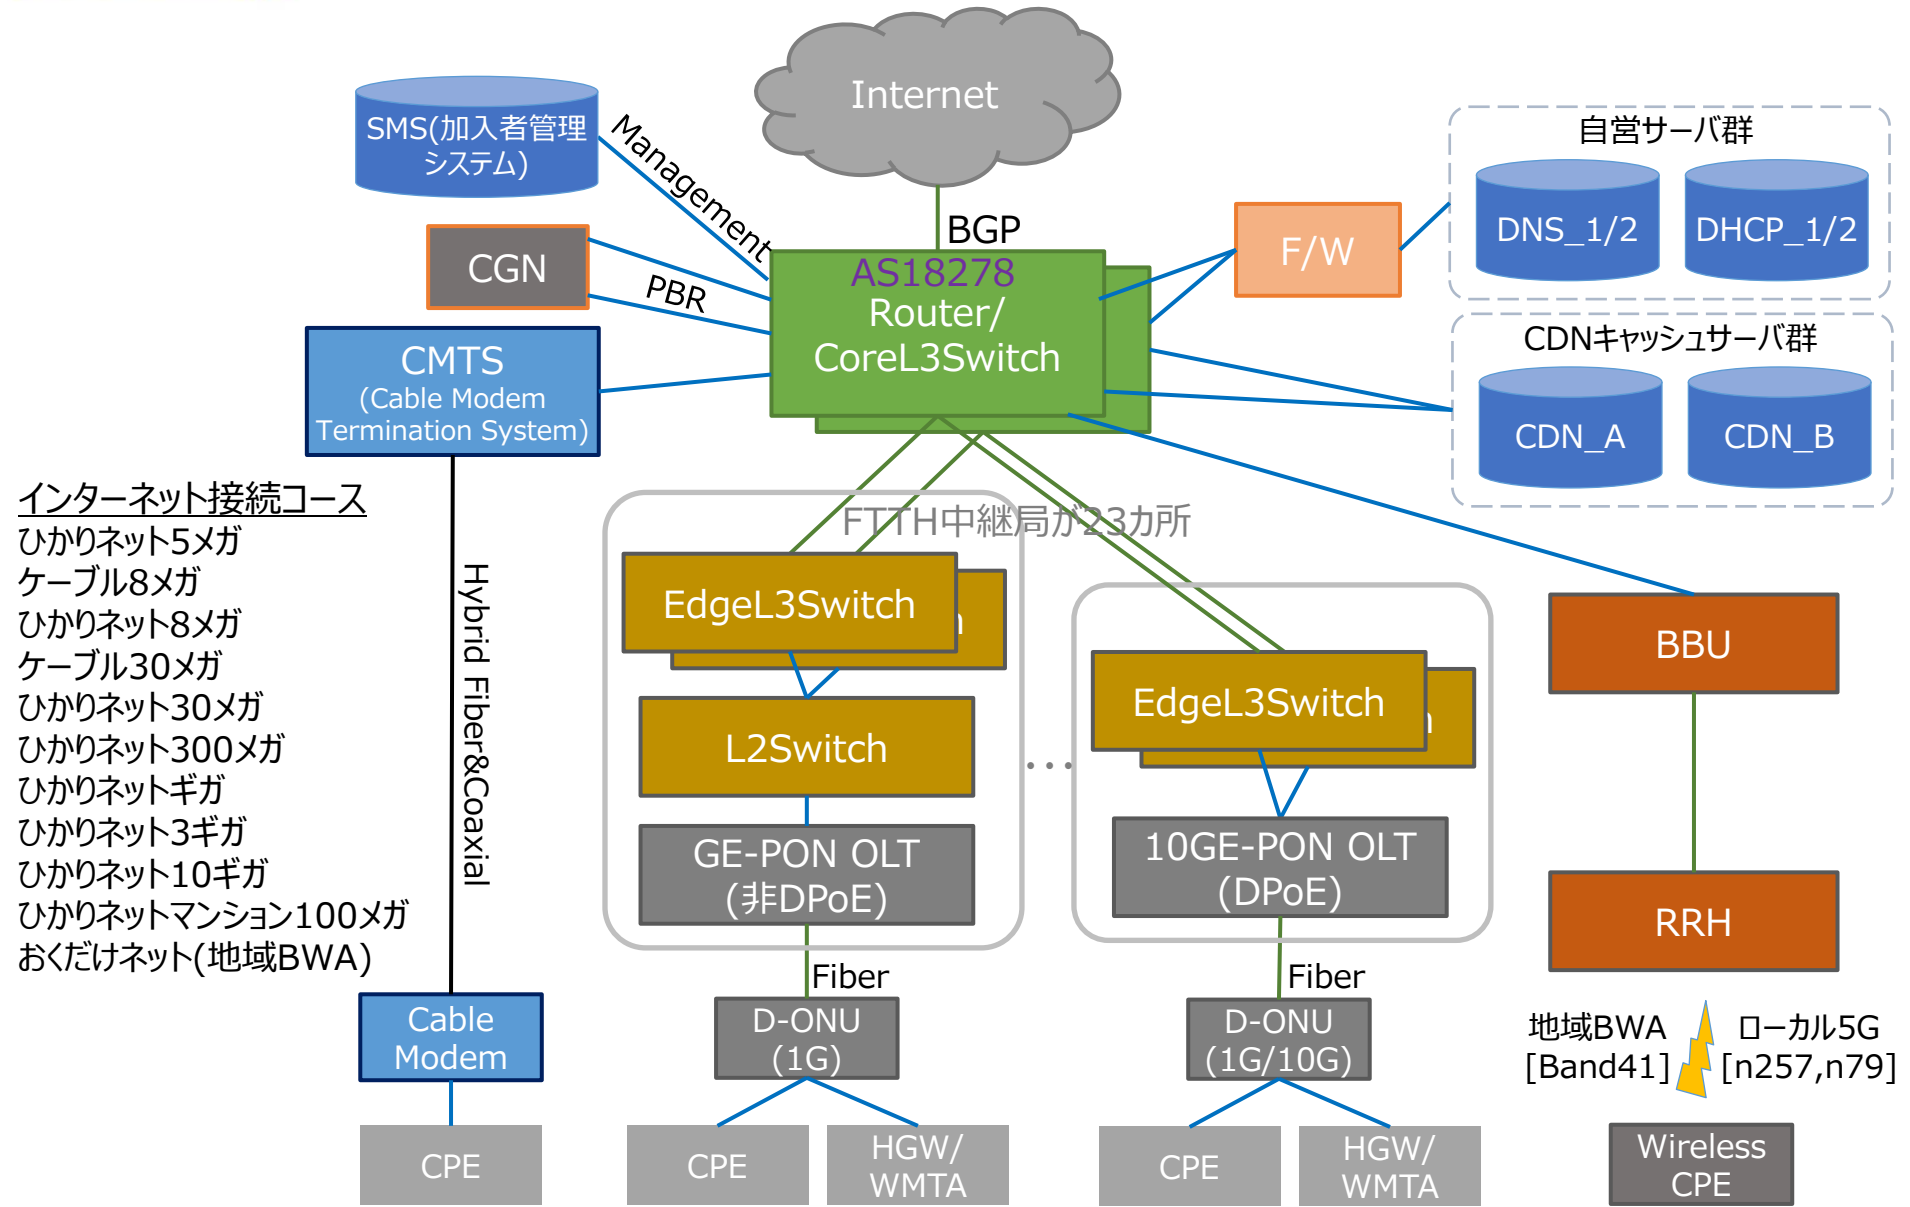 Internet
SMS(加入者管理
システム)
Management
自営サーバ群
DNS_1/2
DHCP_1/2
BGP
F/W
CGN
PBR
AS18278
Router/
CoreL3Switch
CDNキャッシュサーバ群
CDN_A
CDN_B
CMTS
(Cable Modem
Termination System)
インターネット接続コース
ひかりネット5メガ
ケーブル8メガ
ひかりネット8メガ
ケーブル30メガ
ひかりネット30メガ
ひかりネット300メガ
ひかりネットギガ
ひかりネット3ギガ
ひかりネット10ギガ
ひかりネットマンション100メガ
おくだけネット(地域BWA)
Hybrid Fiber&Coaxial
FTTH中継局が23カ所
EdgeL3Switch
h
L2Switch
GE-PON OLT
(非DPoE)
・・・
EdgeL3Switch
h
10GE-PON OLT
(DPoE)
BBU
RRH
Fiber
Fiber
Cable
Modem
D-ONU
(1G)
D-ONU
(1G/10G)
地域BWA
[Band41]
ローカル5G
[n257,n79]
CPE
CPE
HGW/
WMTA
CPE
HGW/
WMTA
Wireless
CPE